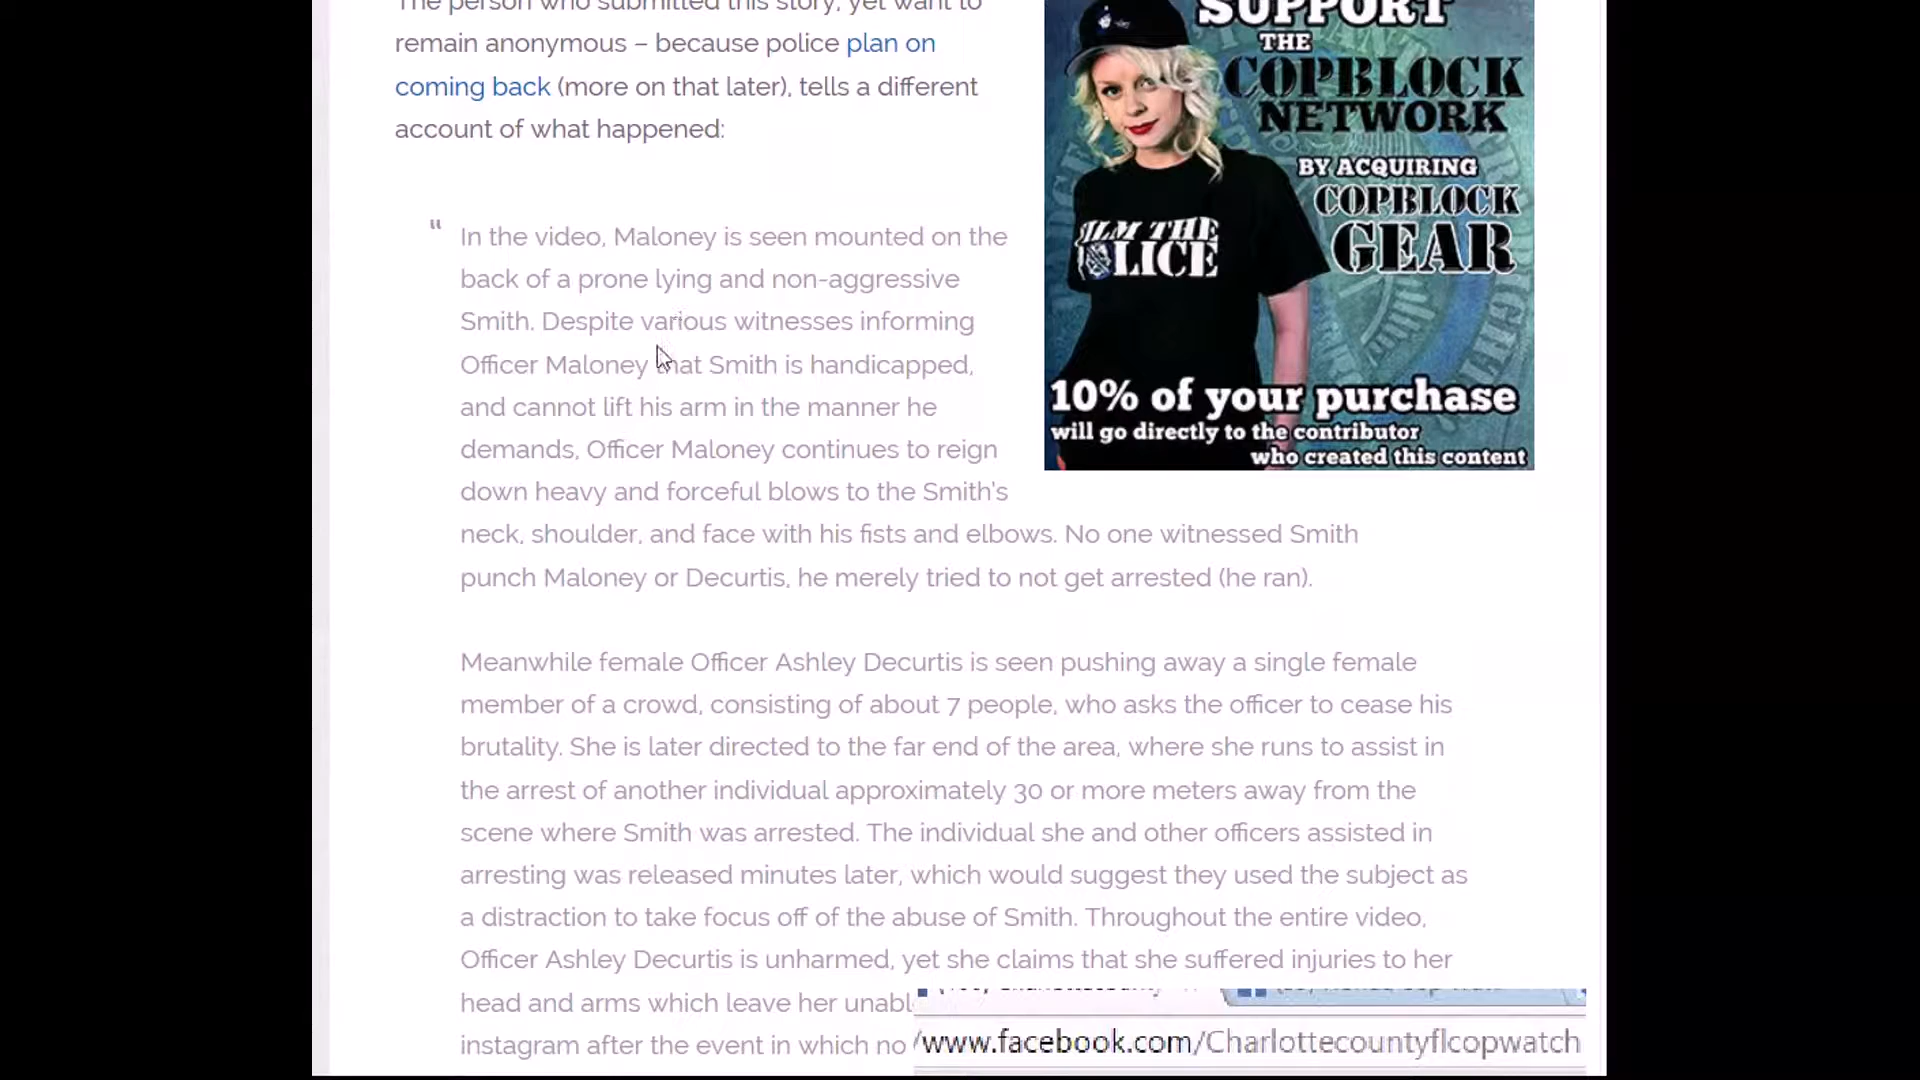 The person who submitted this story, yet want to
remain anonymous – because police plan on
coming back (more on that later), tells a different
account of what happened:
“ In the video, Maloney is seen mounted on the
back of a prone lying and non-aggressive
Smith. Despite various witnesses informing
Officer Maloney that Smith is handicapped,
and cannot lift his arm in the manner he
demands, Officer Maloney continues to reign
down heavy and forceful blows to the Smith's
neck, shoulder, and face with his fists and elbows. No one witnessed Smith
punch Maloney or Decurtis, he merely tried to not get arrested (he ran).
Meanwhile female Officer Ashley Decurtis is seen pushing away a single female
member of a crowd, consisting of about 7 people, who asks the officer to cease his
brutality. She is later directed to the far end of the area, where she runs to assist in
the arrest of another individual approximately 30 or more meters away from the
scene where Smith was arrested. The individual she and other officers assisted in
arresting was released minutes later, which would suggest they used the subject as
a distraction to take focus off of the abuse of Smith. Throughout the entire video,
Officer Ashley Decurtis is unharmed, yet she claims that she suffered injuries to her
head and arms which leave her
instagram after the event in which no
SUPPORT
THE
COPBLOCK
NETWORK
BY ACQUIRING
COPBLOCK
GEAR
FILM THE
POLICE
10% of your purchase
will go directly to the contributor
who created this content
/www.facebook.com/Charlottecountyflcopwatch